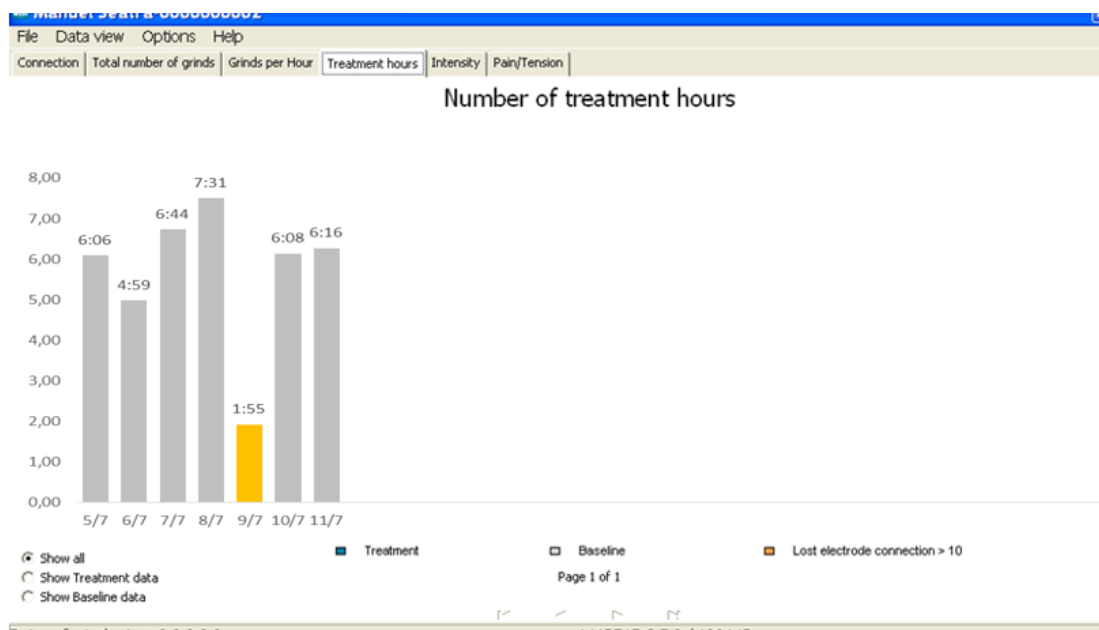 File Data view Options Help
Connection Total number of grinds Grinds per Hour Treatment hours Intensity Pain/Tension
Number of treatment hours
8,00
7:31
7,00
6:44
6:06
6:08
6:16
6,00
4:59
5,00
4,00
3,00
1:55
2,00
1,00
0,00
5/7 6/7 7/7 8/7 9/7 10/7 11/7
Show all
Treatment
Baseline
Lost electrode connection > 10
Show Treatment data
Page 1 of 1
Show Baseline data